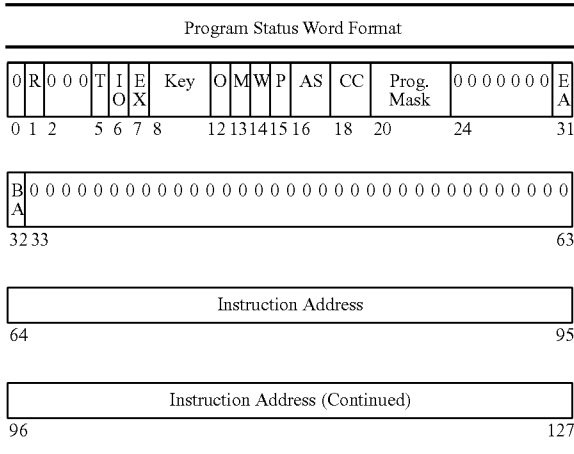 Program Status Word Format
0 R 0 0 0 T I O E X Key O M W P AS CC Prog. Mask 0 0 0 0 0 0 0 E A
0 1 2 5 6 7 8 12 13 14 15 16 18 20 24 31
B A 0 0 0 0 0 0 0 0 0 0 0 0 0 0 0 0 0 0 0 0 0 0 0 0 0 0 0 0 0 0 0 0 0 0
32 33 63
Instruction Address
64 95
Instruction Address (Continued)
96 127